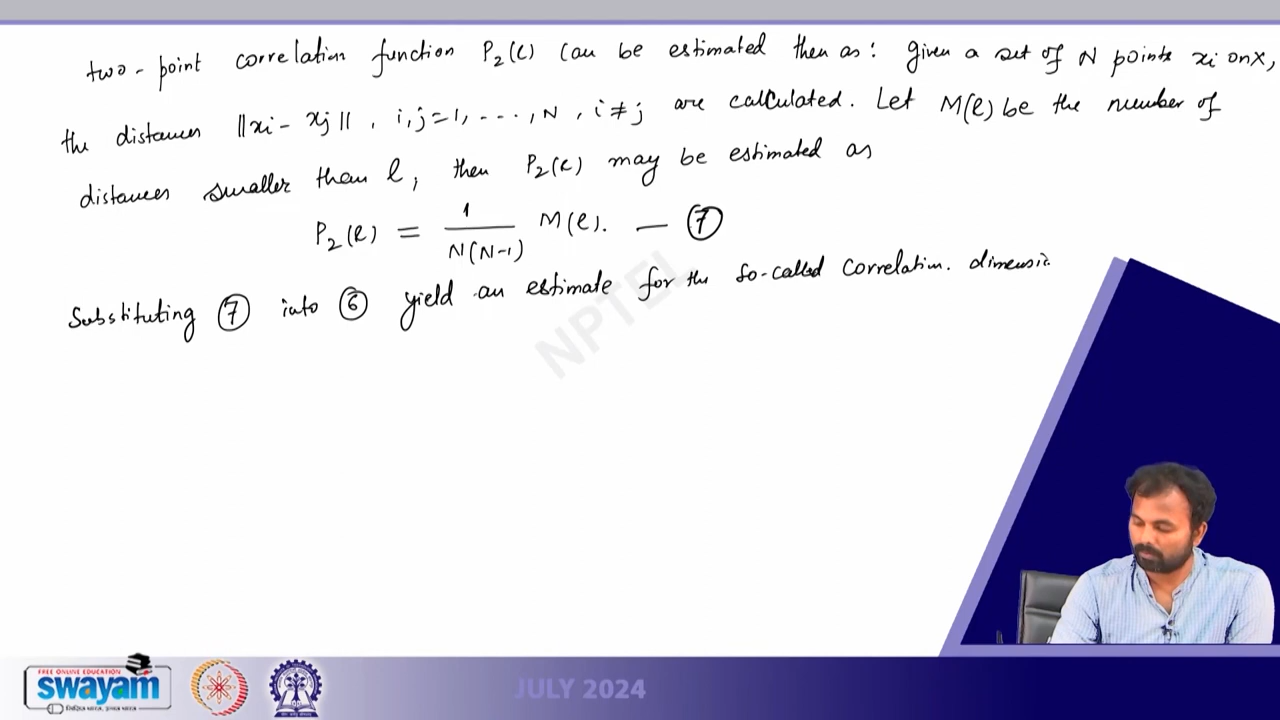 two-point correlation function P₂(ℓ) can be estimated then as: given a set of N points xi on X,
the distances ||xi - xj||, i,j=1, ..., N, i≠j are calculated. Let M(ℓ) be the number of
distances smaller than ℓ, then P₂(ℓ) may be estimated as
P₂(ℓ) = 1/N(N-1) M(ℓ). — ⑦
Substituting ⑦ into ⑥ yield an estimate for the so-called correlation. dimensi
NPTEL
FREE ONLINE EDUCATION
swayam
JULY 2024